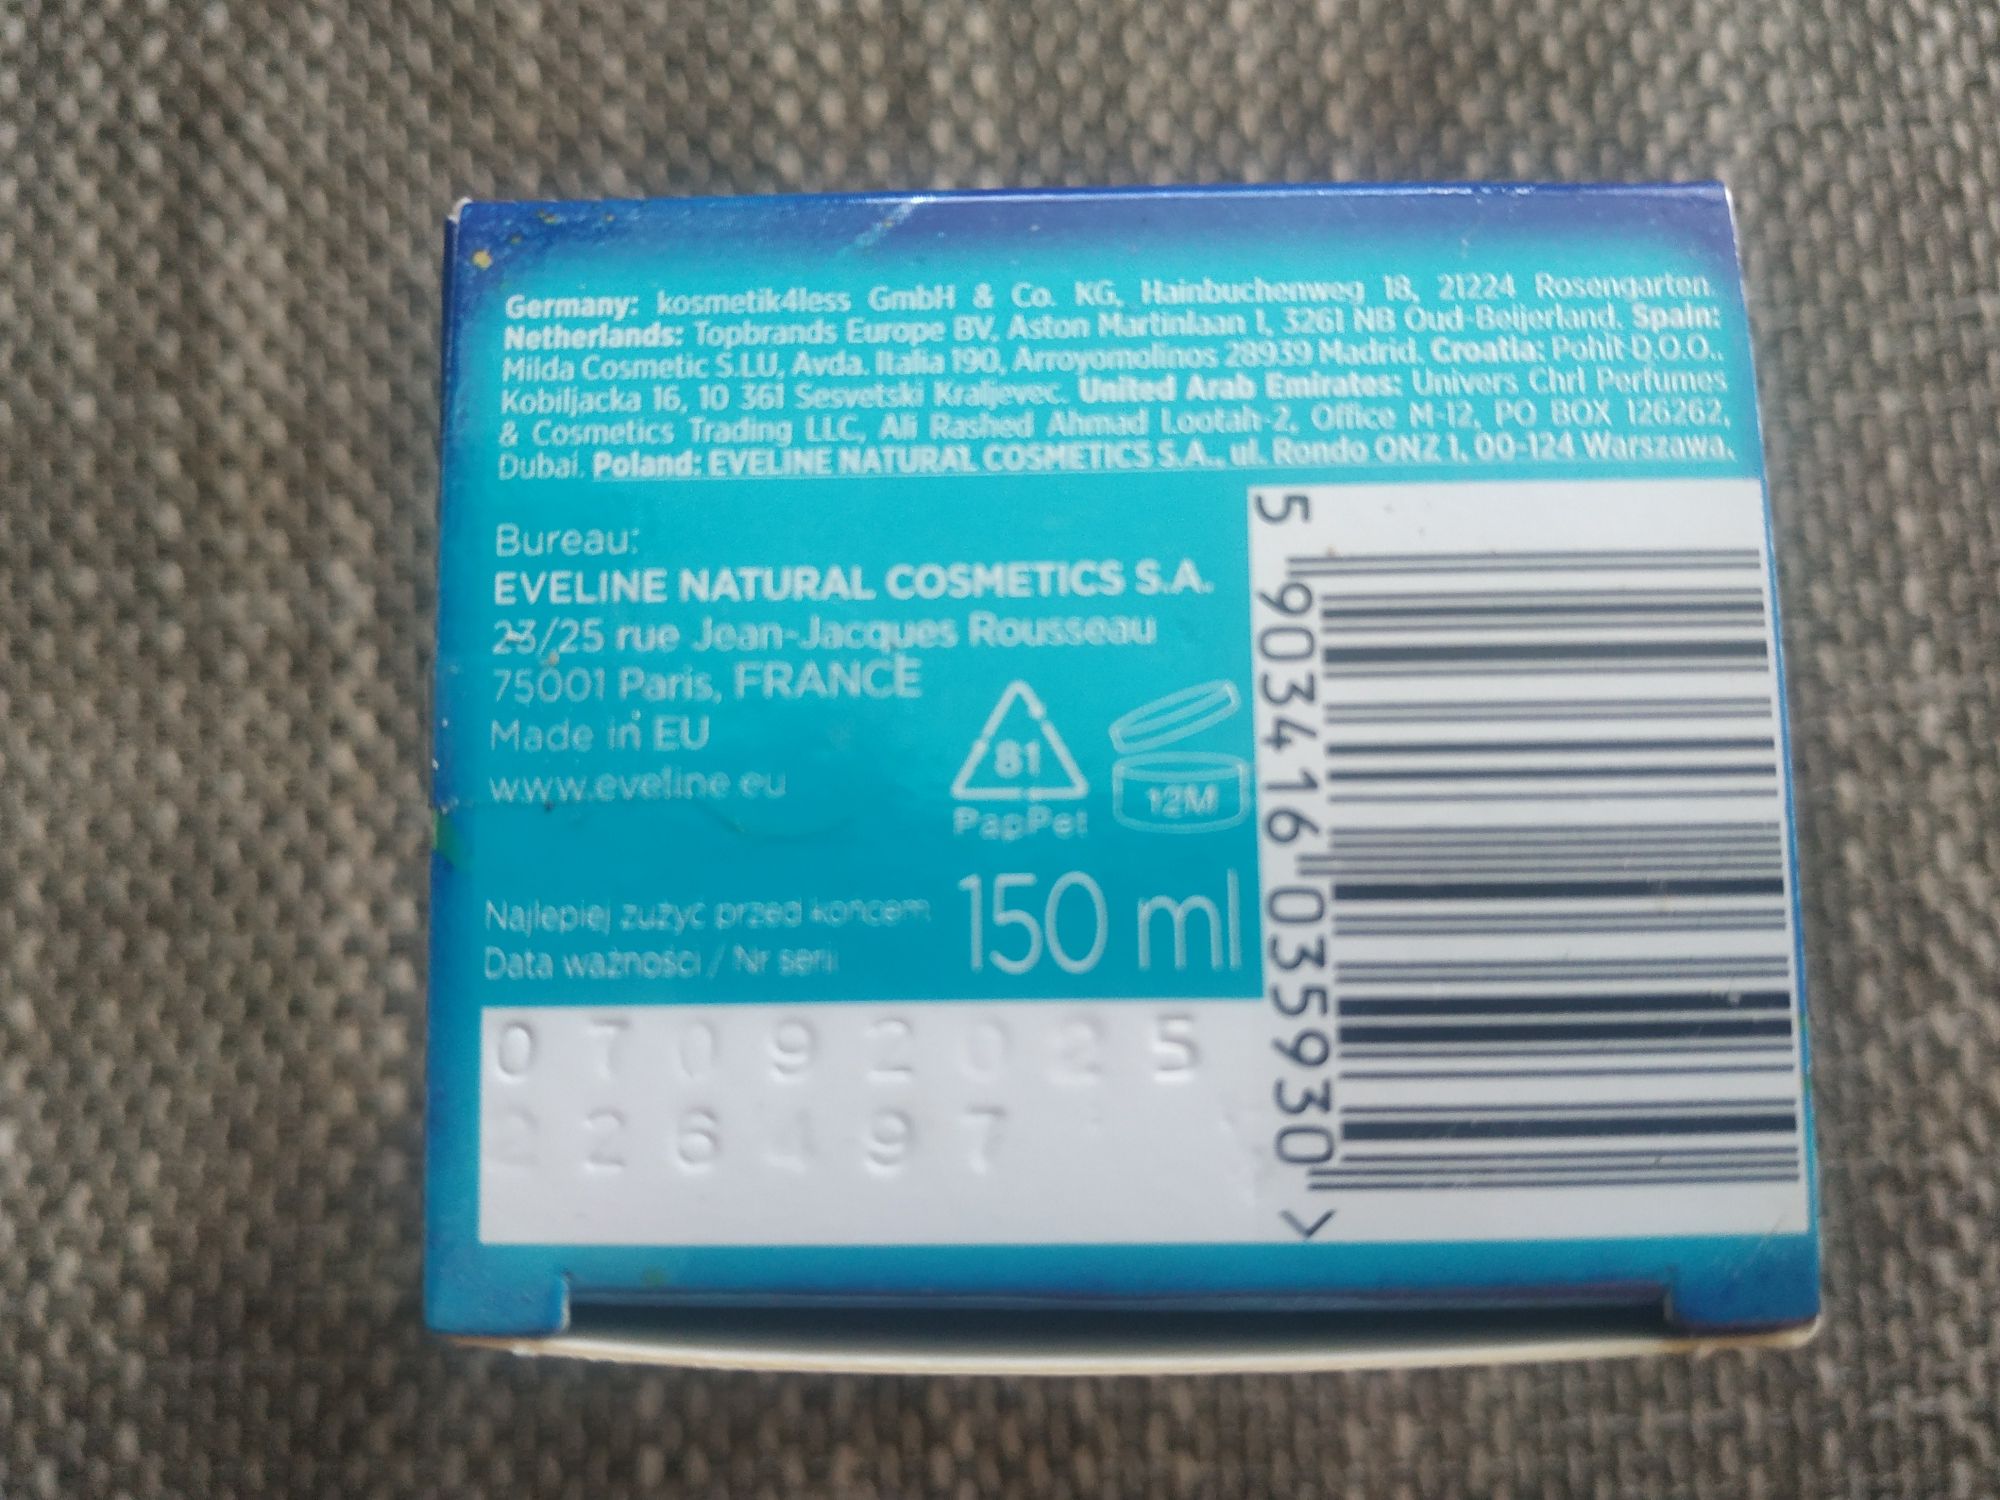 Germany: kosmetik4less GmbH & Co. KG, Hainbuchenweg 18, 21224 Rosengarten.
Netherlands: Topbrands Europe BV, Aston Martinlaan 1, 3261 NB Oud-Beijerland. Spain:
Milda Cosmetic S.LU, Avda. Italia 190, Arroyomolinos 28939 Madrid. Croatia: Pohit D.O.O.,
Kobiljacka 16, 10 361 Sesvetski Kraljevec. United Arab Emirates: Univers Chrl Perfumes
& Cosmetics Trading LLC, Ali Rashed Ahmad Lootah-2, Office M-12, PO BOX 126262,
Dubai. Poland: EVELINE NATURAL COSMETICS S.A., ul. Rondo ONZ 1, 00-124 Warszawa.
Bureau:
EVELINE NATURAL COSMETICS S.A.
23/25 rue Jean-Jacques Rousseau
75001 Paris, FRANCE
Made in EU
www.eveline.eu
81
PapPet
12M
Najlepiej zużyć przed końcem
Data ważności / Nr serii
150 ml
07092025
226497
5 903416 035930 >